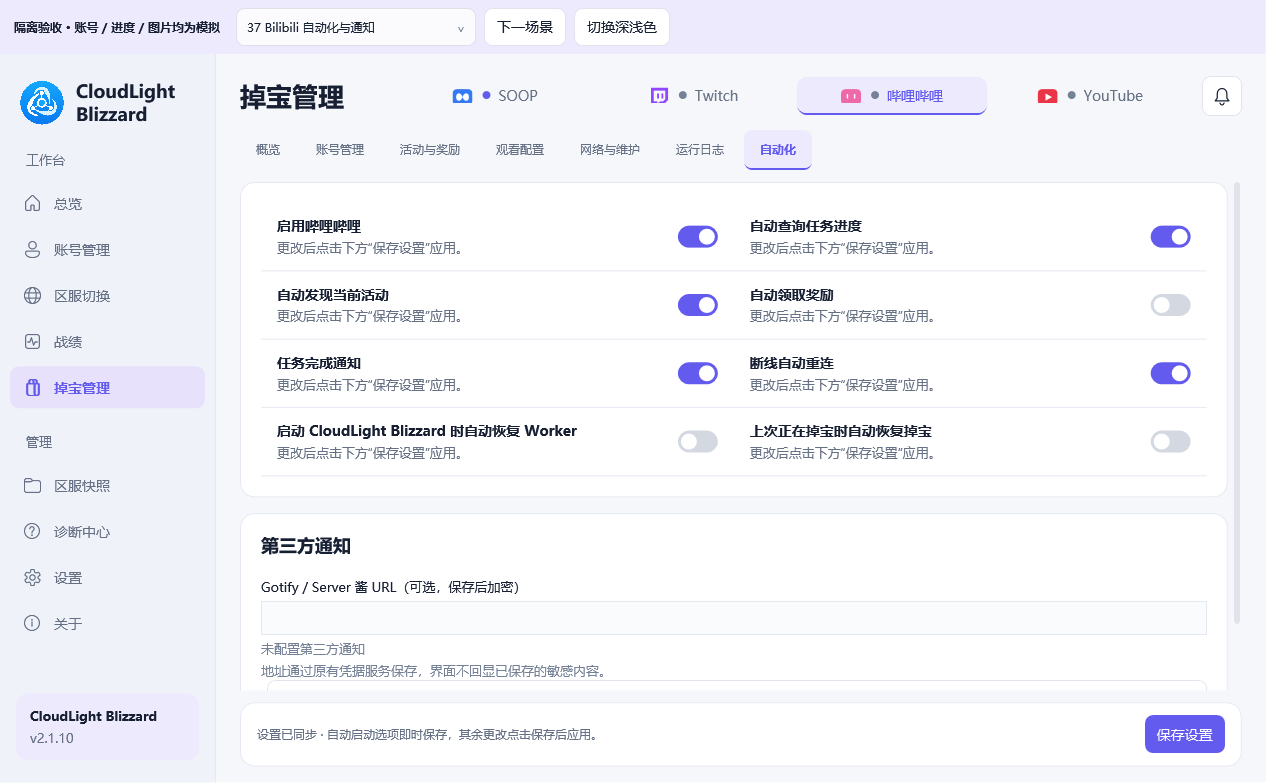 隔离验收 · 账号 / 进度 / 图片均为模拟
37 Bilibili 自动化与通知
下一场景
切换深浅色
CloudLight
Blizzard
工作台
总览
账号管理
区服切换
战绩
掉宝管理
管理
区服快照
诊断中心
设置
关于
CloudLight Blizzard
v2.1.10
掉宝管理
SOOP
Twitch
哔哩哔哩
YouTube
概览
账号管理
活动与奖励
观看配置
网络与维护
运行日志
自动化
启用哔哩哔哩
更改后点击下方“保存设置”应用。
自动查询任务进度
更改后点击下方“保存设置”应用。
自动发现当前活动
更改后点击下方“保存设置”应用。
自动领取奖励
更改后点击下方“保存设置”应用。
任务完成通知
更改后点击下方“保存设置”应用。
断线自动重连
更改后点击下方“保存设置”应用。
启动 CloudLight Blizzard 时自动恢复 Worker
更改后点击下方“保存设置”应用。
上次正在掉宝时自动恢复掉宝
更改后点击下方“保存设置”应用。
第三方通知
Gotify / Server 酱 URL（可选，保存后加密）
未配置第三方通知
地址通过原有凭据服务保存，界面不回显已保存的敏感内容。
设置已同步 · 自动启动选项即时保存，其余更改点击保存后应用。
保存设置